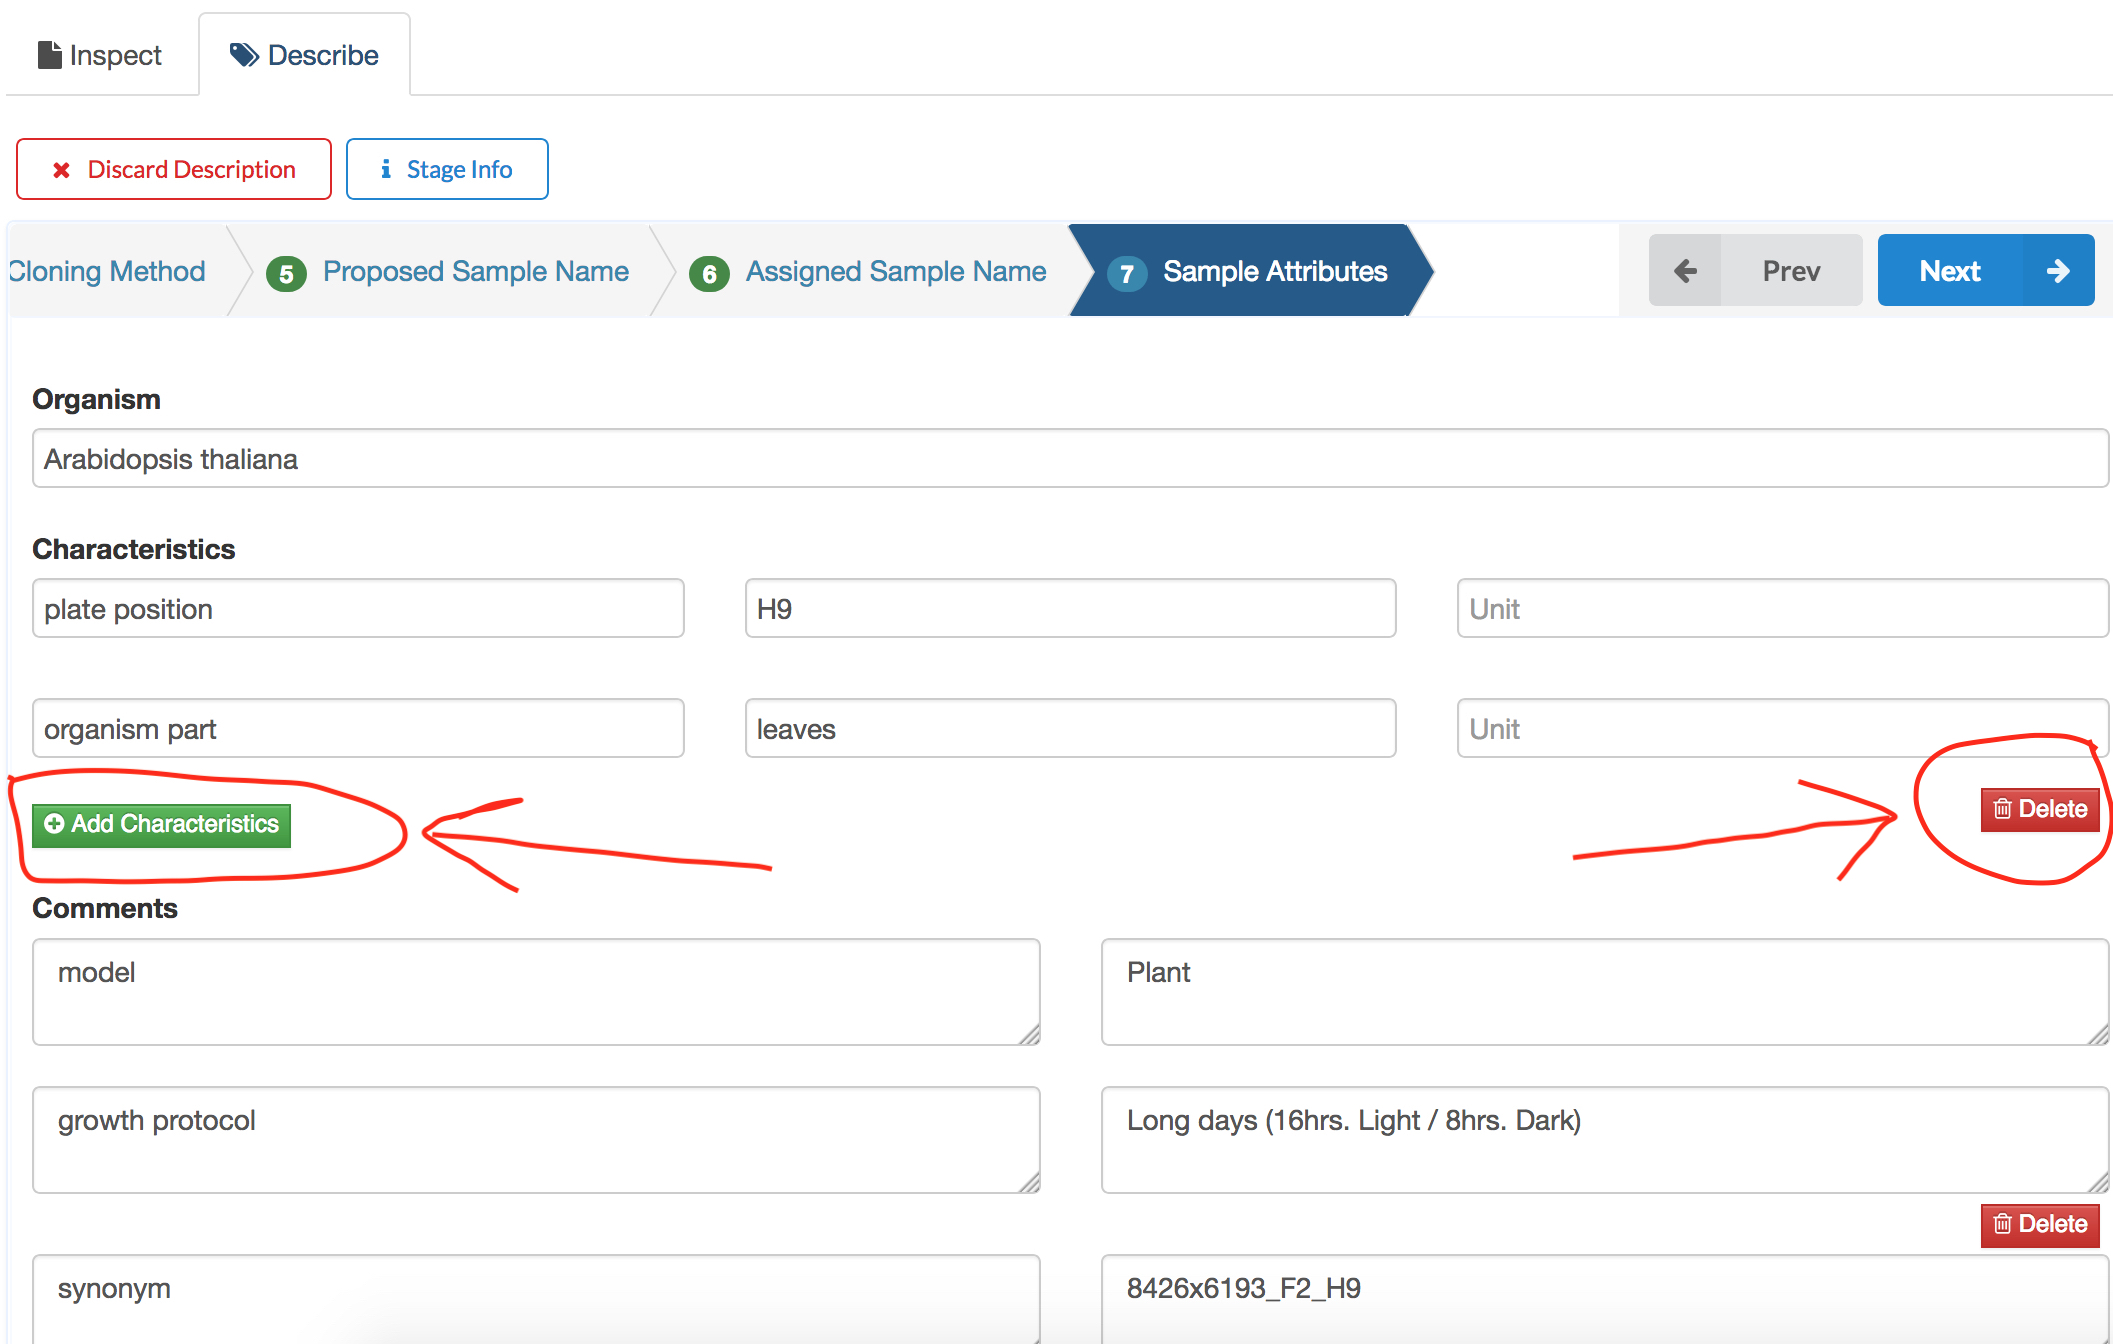 Inspect Describe
Discard Description Stage Info
Cloning Method 5 Proposed Sample Name 6 Assigned Sample Name 7 Sample Attributes Prev Next
Organism
Arabidopsis thaliana
Characteristics
plate position H9 Unit
organism part leaves Unit
Add Characteristics Delete
Comments
model Plant
growth protocol Long days (16hrs. Light / 8hrs. Dark)
Delete
synonym 8426x6193_F2_H9